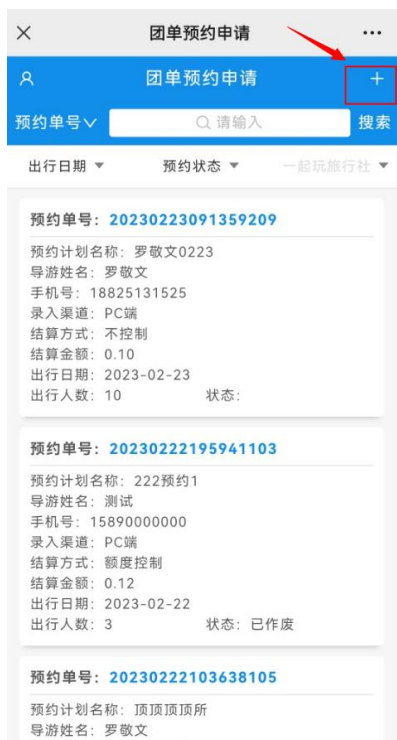 团单预约申请
团单预约申请
预约单号 请输入 搜索
出行日期 预约状态 一起玩旅行社
预约单号: 20230223091359209
预约计划名称: 罗敬文0223
导游姓名: 罗敬文
手机号: 18825131525
录入渠道: PC端
结算方式: 不控制
结算金额: 0.10
出行日期: 2023-02-23
出行人数: 10 状态:
预约单号: 20230222195941103
预约计划名称: 222预约1
导游姓名: 测试
手机号: 15890000000
录入渠道: PC端
结算方式: 额度控制
结算金额: 0.12
出行日期: 2023-02-22
出行人数: 3 状态: 已作废
预约单号: 20230222103638105
预约计划名称: 顶顶顶顶所
导游姓名: 罗敬文